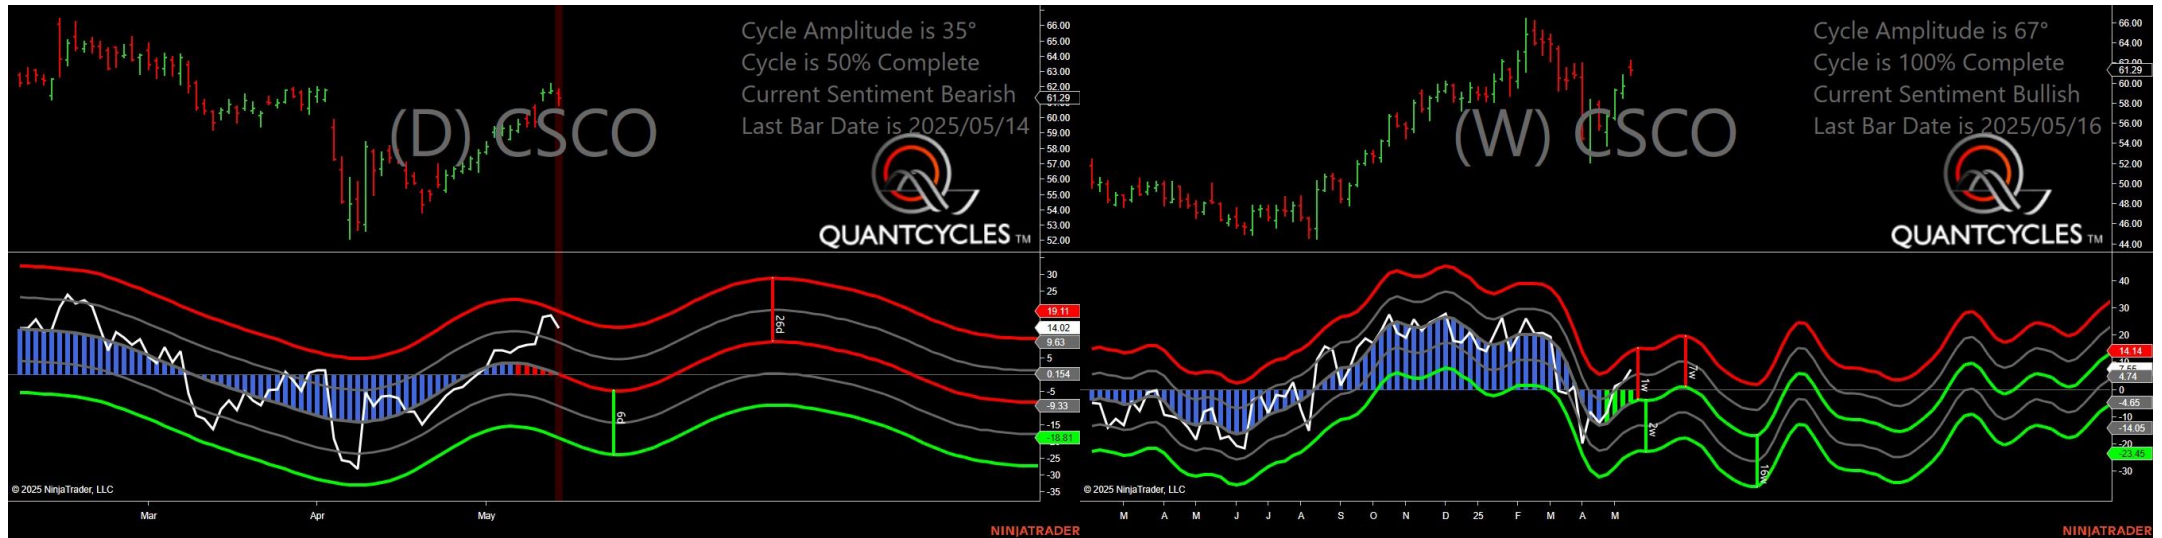 Cycle Amplitude is 35°
Cycle is 50% Complete
Current Sentiment Bearish
Last Bar Date is 2025/05/14
(D) CSCO
QUANTCYCLES TM
66.00
65.00
64.00
63.00
62.00
61.29
60.00
59.00
58.00
57.00
56.00
55.00
54.00
53.00
52.00
30
25
19.11
14.02
9.63
5
0.154
-5
-9.33
-15
-18.81
-25
-30
-35
26d
6d
© 2025 NinjaTrader, LLC
Mar
Apr
May
NINJATRADER
Cycle Amplitude is 67°
Cycle is 100% Complete
Current Sentiment Bullish
Last Bar Date is 2025/05/16
(W) CSCO
QUANTCYCLES TM
66.00
64.00
62.00
61.29
60.00
58.00
56.00
54.00
52.00
50.00
48.00
46.00
44.00
40
30
20
14.14
7.55
4.74
0
-4.65
-10
-14.05
-20
-23.45
-30
1w
7w
2w
16w
© 2025 NinjaTrader, LLC
M A M J J A S O N D 25 F M A M
NINJATRADER